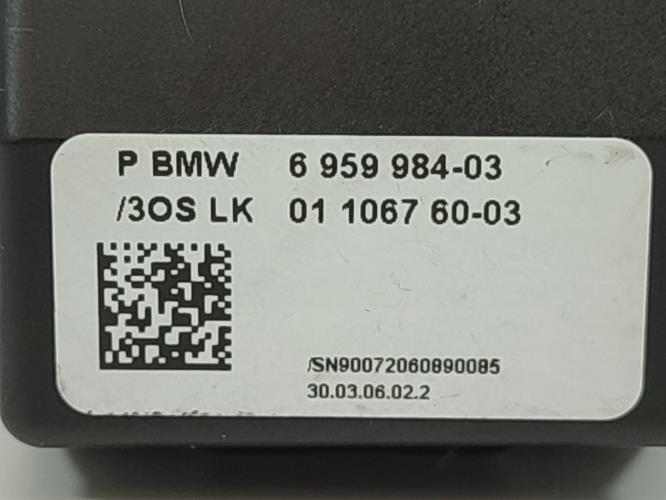 P BMW 6 959 984-03
/3OS LK 01 1067 60-03
/SN90072060890085
30.03.06.02.2